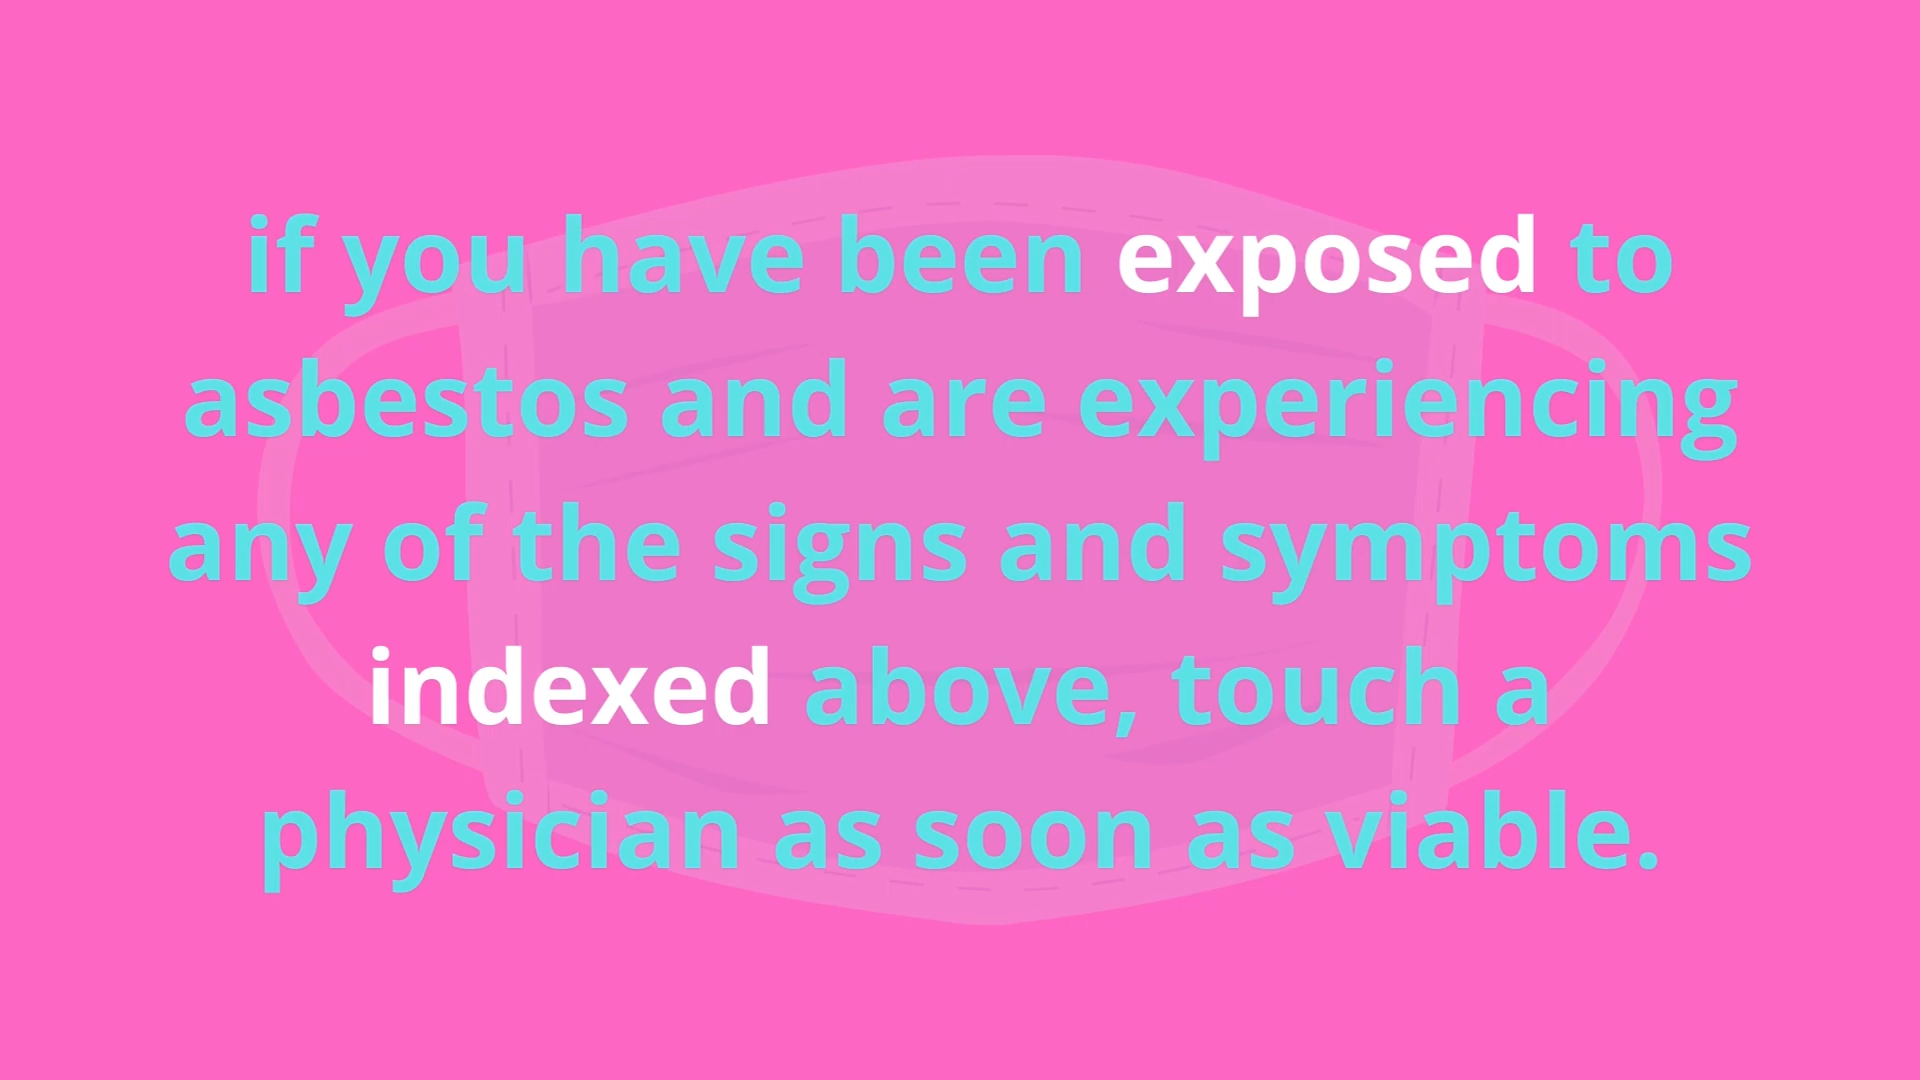 if you have been exposed to
asbestos and are experiencing
any of the signs and symptoms
indexed above, touch a
physician as soon as viable.